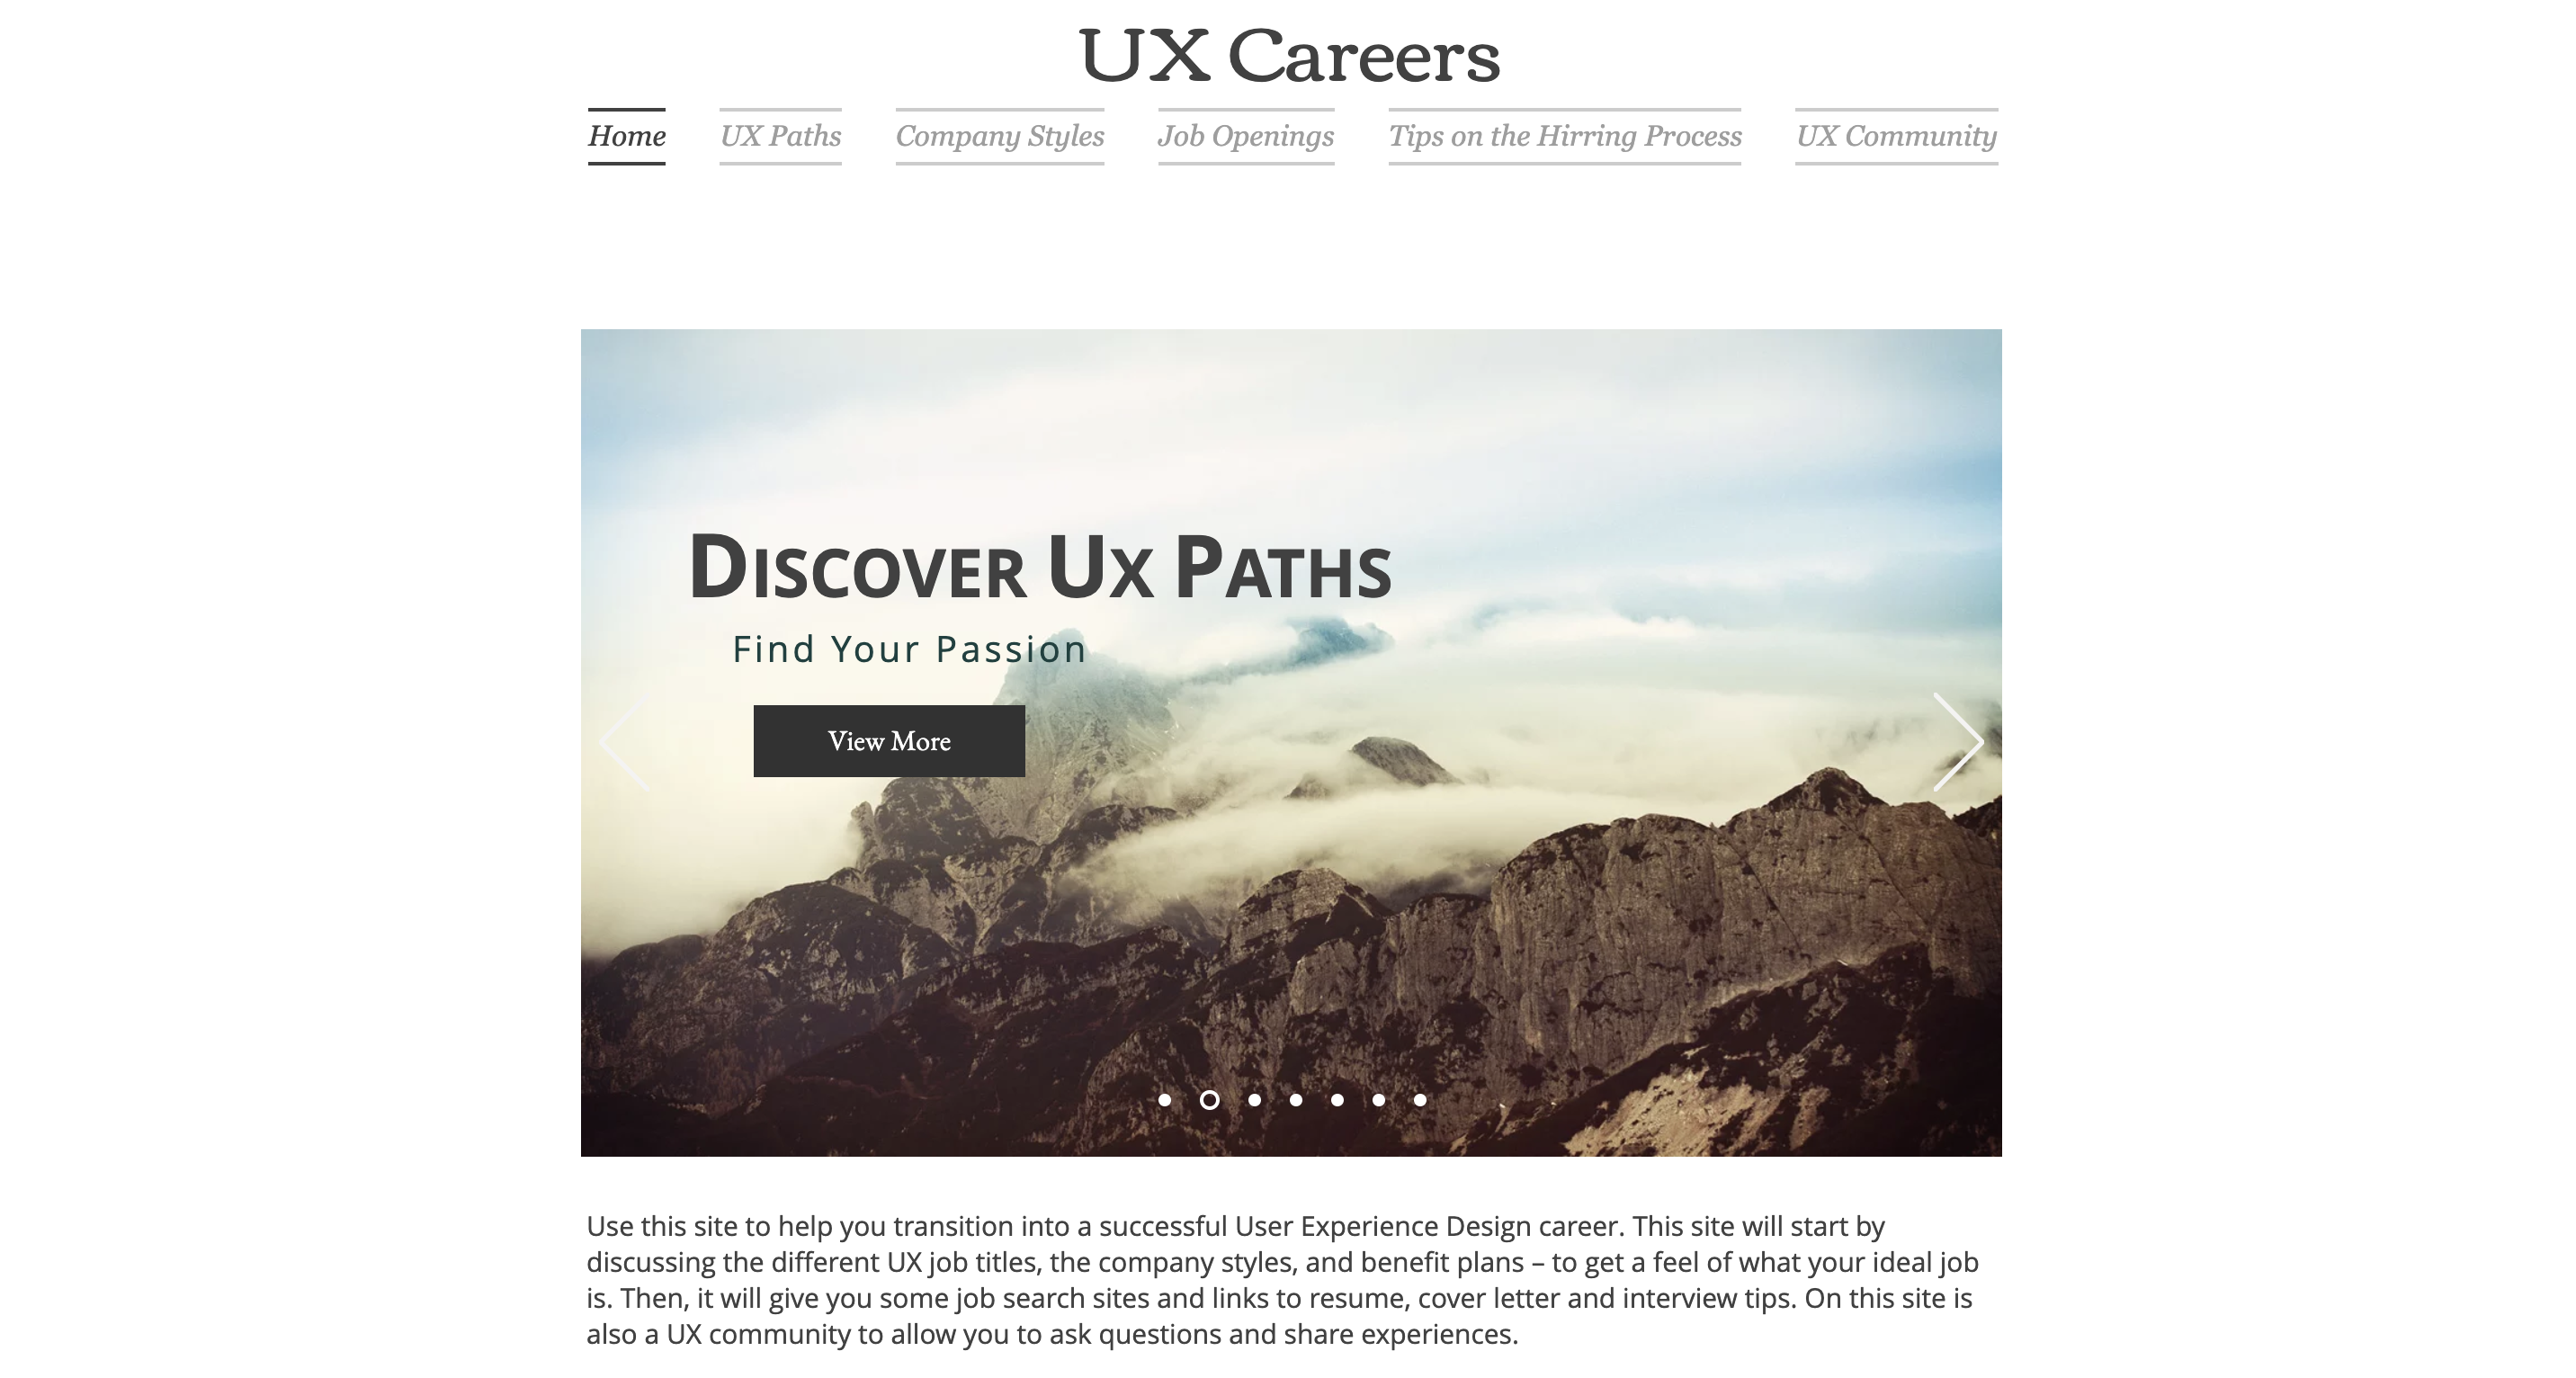 UX Careers
Home UX Paths Company Styles Job Openings Tips on the Hirring Process UX Community
DISCOVER UX PATHS
Find Your Passion
View More
Use this site to help you transition into a successful User Experience Design career. This site will start by
discussing the different UX job titles, the company styles, and benefit plans – to get a feel of what your ideal job
is. Then, it will give you some job search sites and links to resume, cover letter and interview tips. On this site is
also a UX community to allow you to ask questions and share experiences.